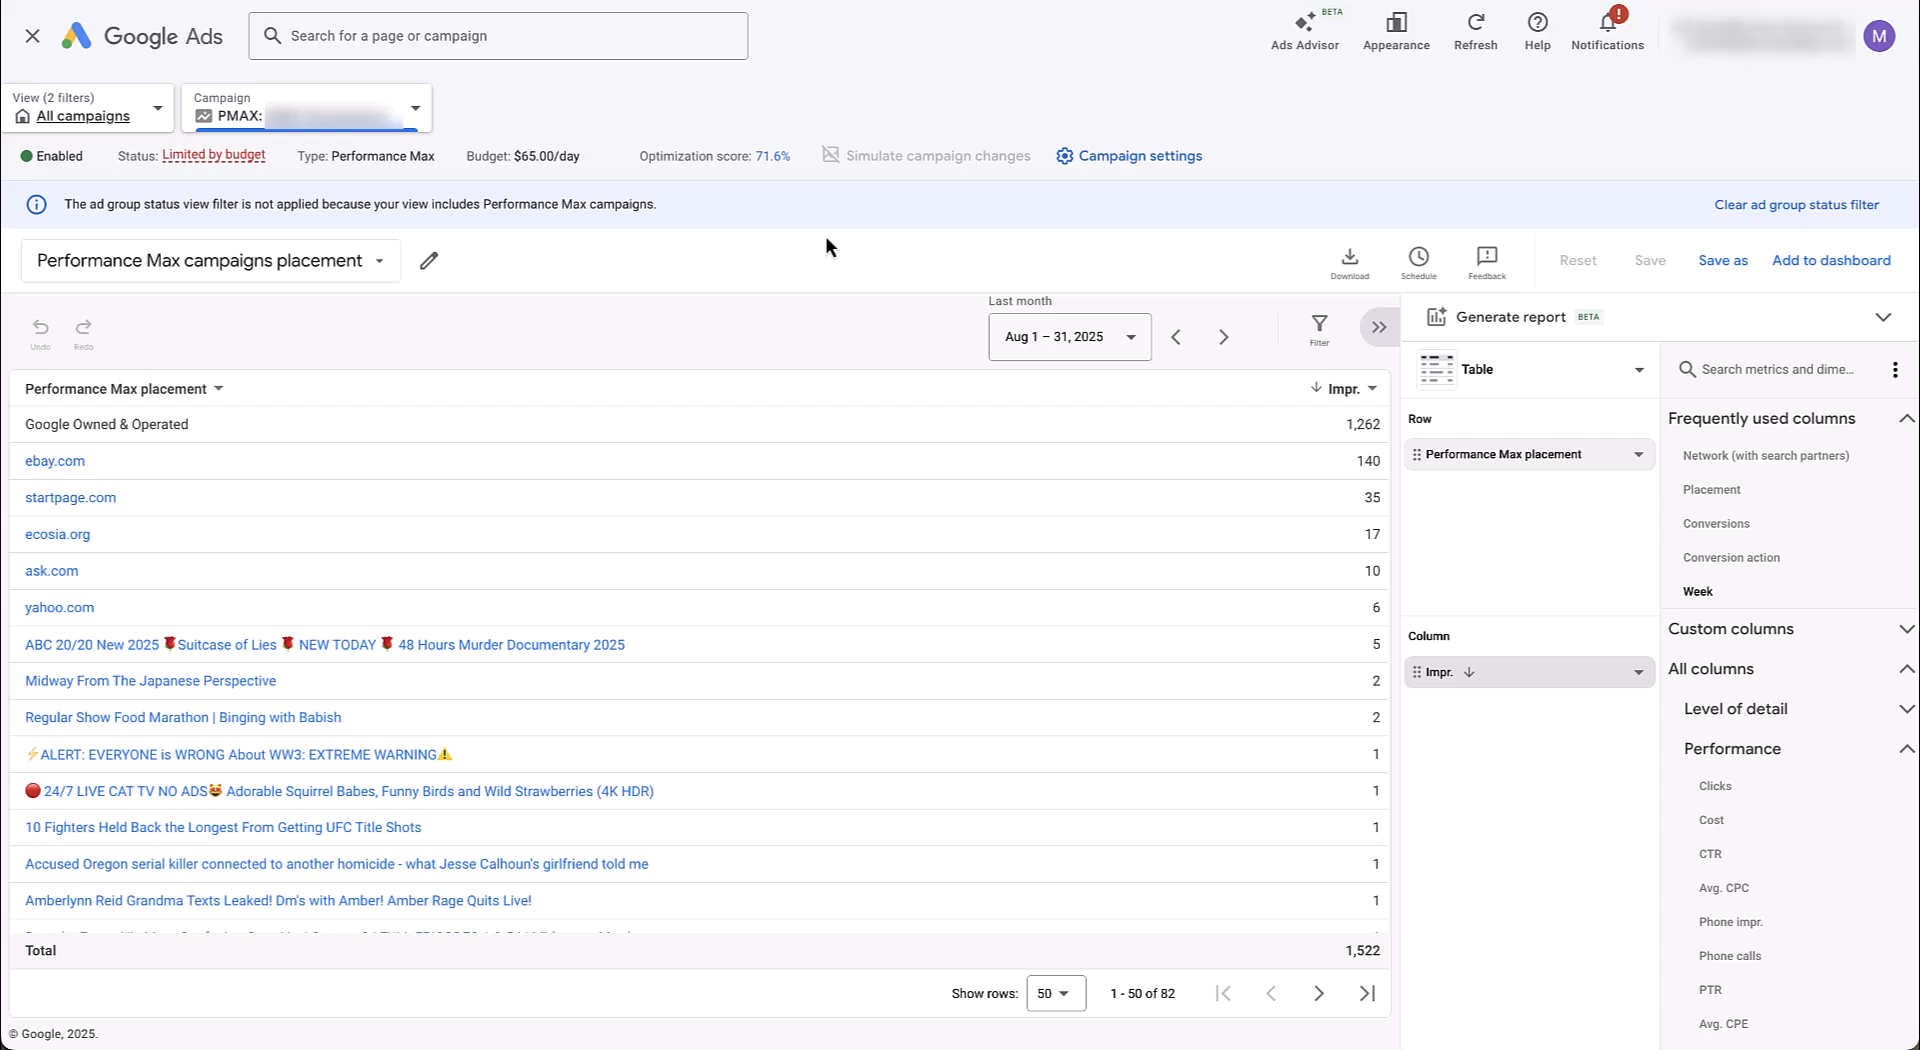 Google Ads
Search for a page or campaign
Ads Advisor
BETA
Appearance
Refresh
Help
Notifications
!
M
View (2 filters)
All campaigns
Campaign
PMAX:
Enabled
Status: Limited by budget
Type: Performance Max
Budget: $65.00/day
Optimization score: 71.6%
Simulate campaign changes
Campaign settings
The ad group status view filter is not applied because your view includes Performance Max campaigns.
Clear ad group status filter
Performance Max campaigns placement
Download
Schedule
Feedback
Reset
Save
Save as
Add to dashboard
Undo
Redo
Last month
Aug 1 – 31, 2025
Filter
Performance Max placement
Impr.
Google Owned & Operated 1,262
ebay.com 140
startpage.com 35
ecosia.org 17
ask.com 10
yahoo.com 6
ABC 20/20 New 2025 🌹Suitcase of Lies 🌹 NEW TODAY 🌹 48 Hours Murder Documentary 2025 5
Midway From The Japanese Perspective 2
Regular Show Food Marathon | Binging with Babish 2
⚡ALERT: EVERYONE is WRONG About WW3: EXTREME WARNING⚠️ 1
🔴 24/7 LIVE CAT TV NO ADS😻 Adorable Squirrel Babes, Funny Birds and Wild Strawberries (4K HDR) 1
10 Fighters Held Back the Longest From Getting UFC Title Shots 1
Accused Oregon serial killer connected to another homicide - what Jesse Calhoun's girlfriend told me 1
Amberlynn Reid Grandma Texts Leaked! Dm's with Amber! Amber Rage Quits Live! 1
Total 1,522
Show rows: 50
1 - 50 of 82
© Google, 2025.
Generate report BETA
Table
Row
Performance Max placement
Column
Impr.
Search metrics and dime...
Frequently used columns
Network (with search partners)
Placement
Conversions
Conversion action
Week
Custom columns
All columns
Level of detail
Performance
Clicks
Cost
CTR
Avg. CPC
Phone impr.
Phone calls
PTR
Avg. CPE